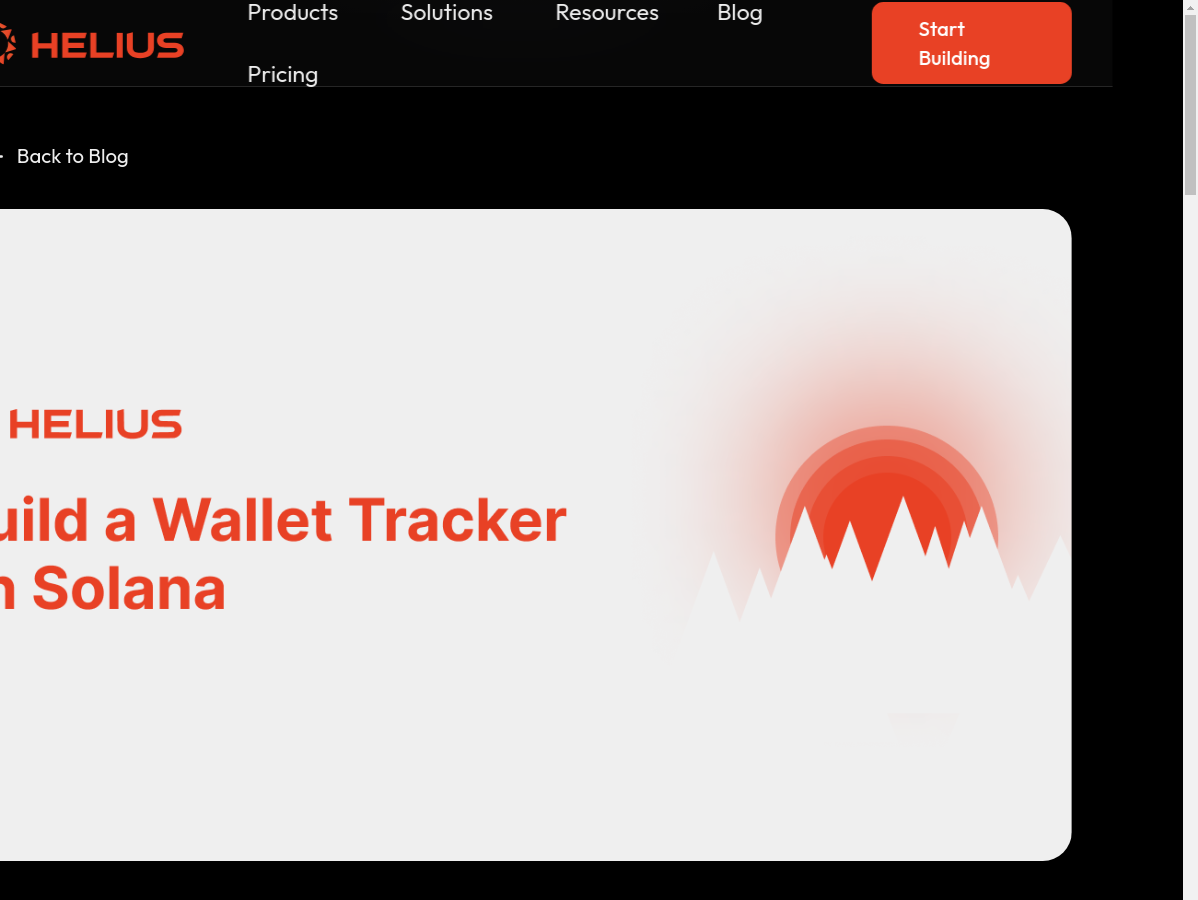 HELIUS
Products
Solutions
Resources
Blog
Pricing
Start
Building
Back to Blog
HELIUS
uild a Wallet Tracker
n Solana